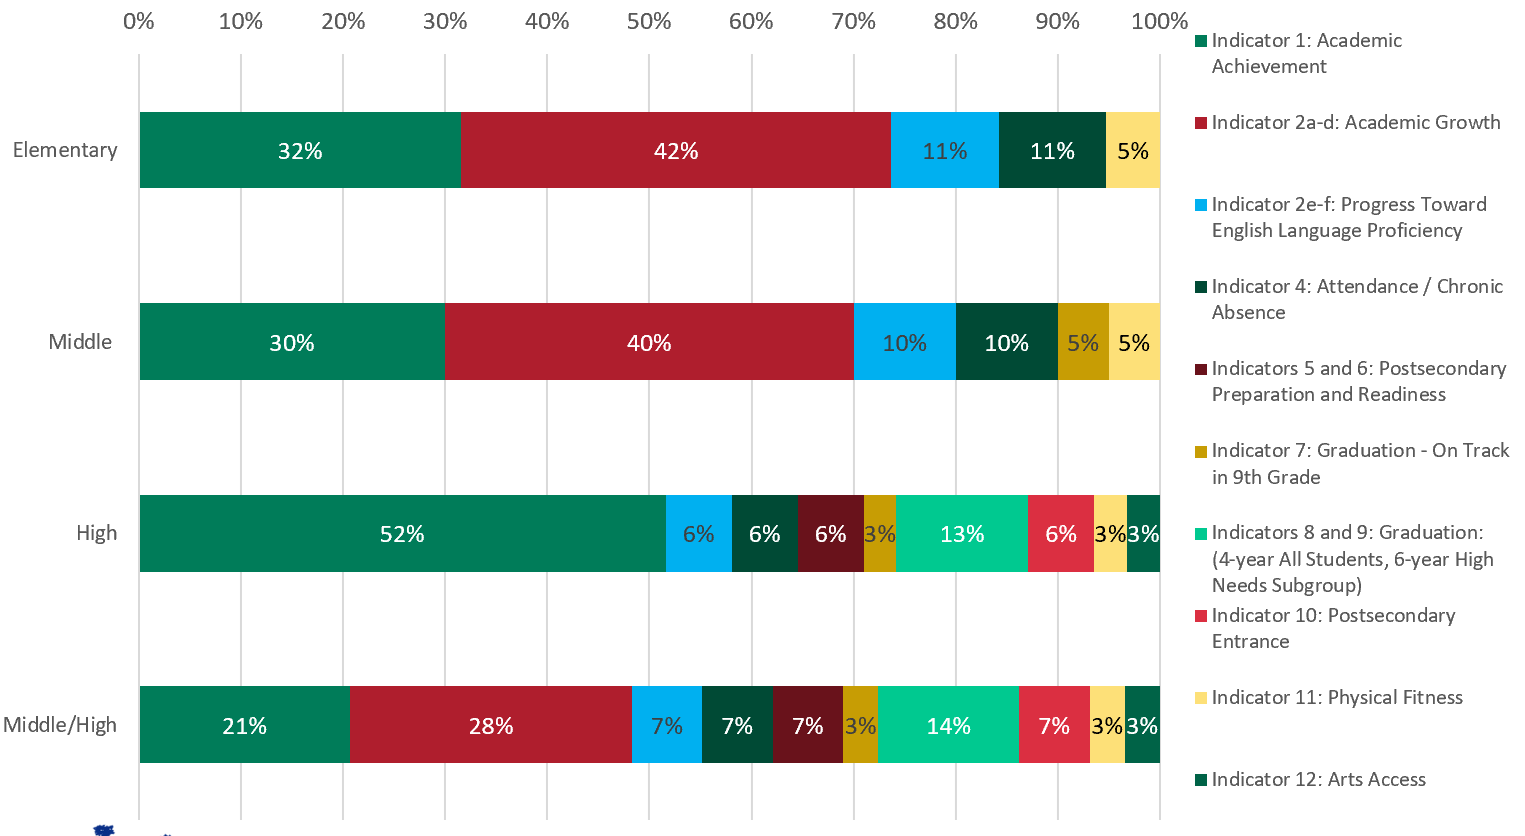 0% 10% 20% 30% 40% 50% 60% 70% 80% 90% 100%
Elementary 32% 42% 11% 11% 5%
Middle 30% 40% 10% 10% 5% 5%
High 52% 6% 6% 6% 3% 13% 6% 3% 3%
Middle/High 21% 28% 7% 7% 7% 3% 14% 7% 3% 3%
Indicator 1: Academic
Achievement
Indicator 2a-d: Academic Growth
Indicator 2e-f: Progress Toward
English Language Proficiency
Indicator 4: Attendance / Chronic
Absence
Indicators 5 and 6: Postsecondary
Preparation and Readiness
Indicator 7: Graduation - On Track
in 9th Grade
Indicators 8 and 9: Graduation:
(4-year All Students, 6-year High
Needs Subgroup)
Indicator 10: Postsecondary
Entrance
Indicator 11: Physical Fitness
Indicator 12: Arts Access